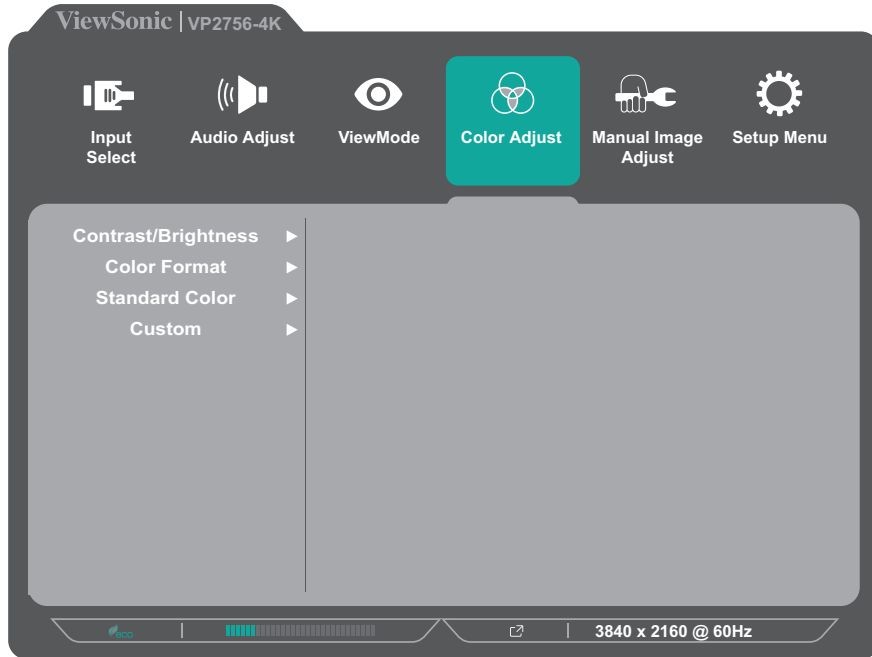 ViewSonic | VP2756-4K
Input
Select
Audio Adjust
ViewMode
Color Adjust
Manual Image
Adjust
Setup Menu
Contrast/Brightness
Color Format
Standard Color
Custom
eco
3840 x 2160 @ 60Hz